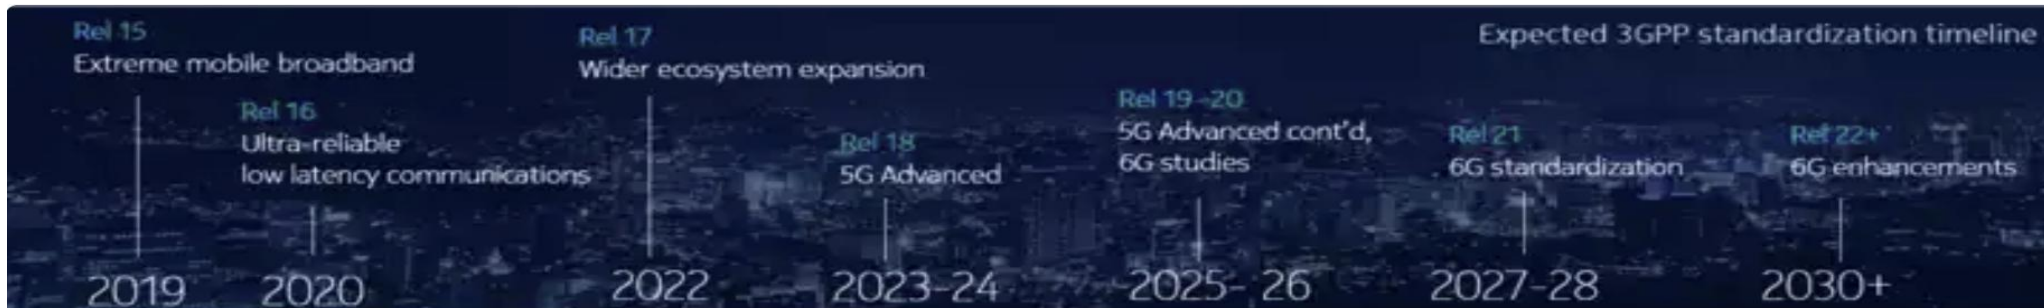 Rel 15
Extreme mobile broadband
Rel 16
Ultra-reliable
low latency communications
Rel 17
Wider ecosystem expansion
Rel 18
5G Advanced
Rel 19 -20
5G Advanced cont'd,
6G studies
Expected 3GPP standardization timeline
Rel 21
6G standardization
Rel 22+
6G enhancements
2019
2020
2022
2023-24
2025- 26
2027-28
2030+